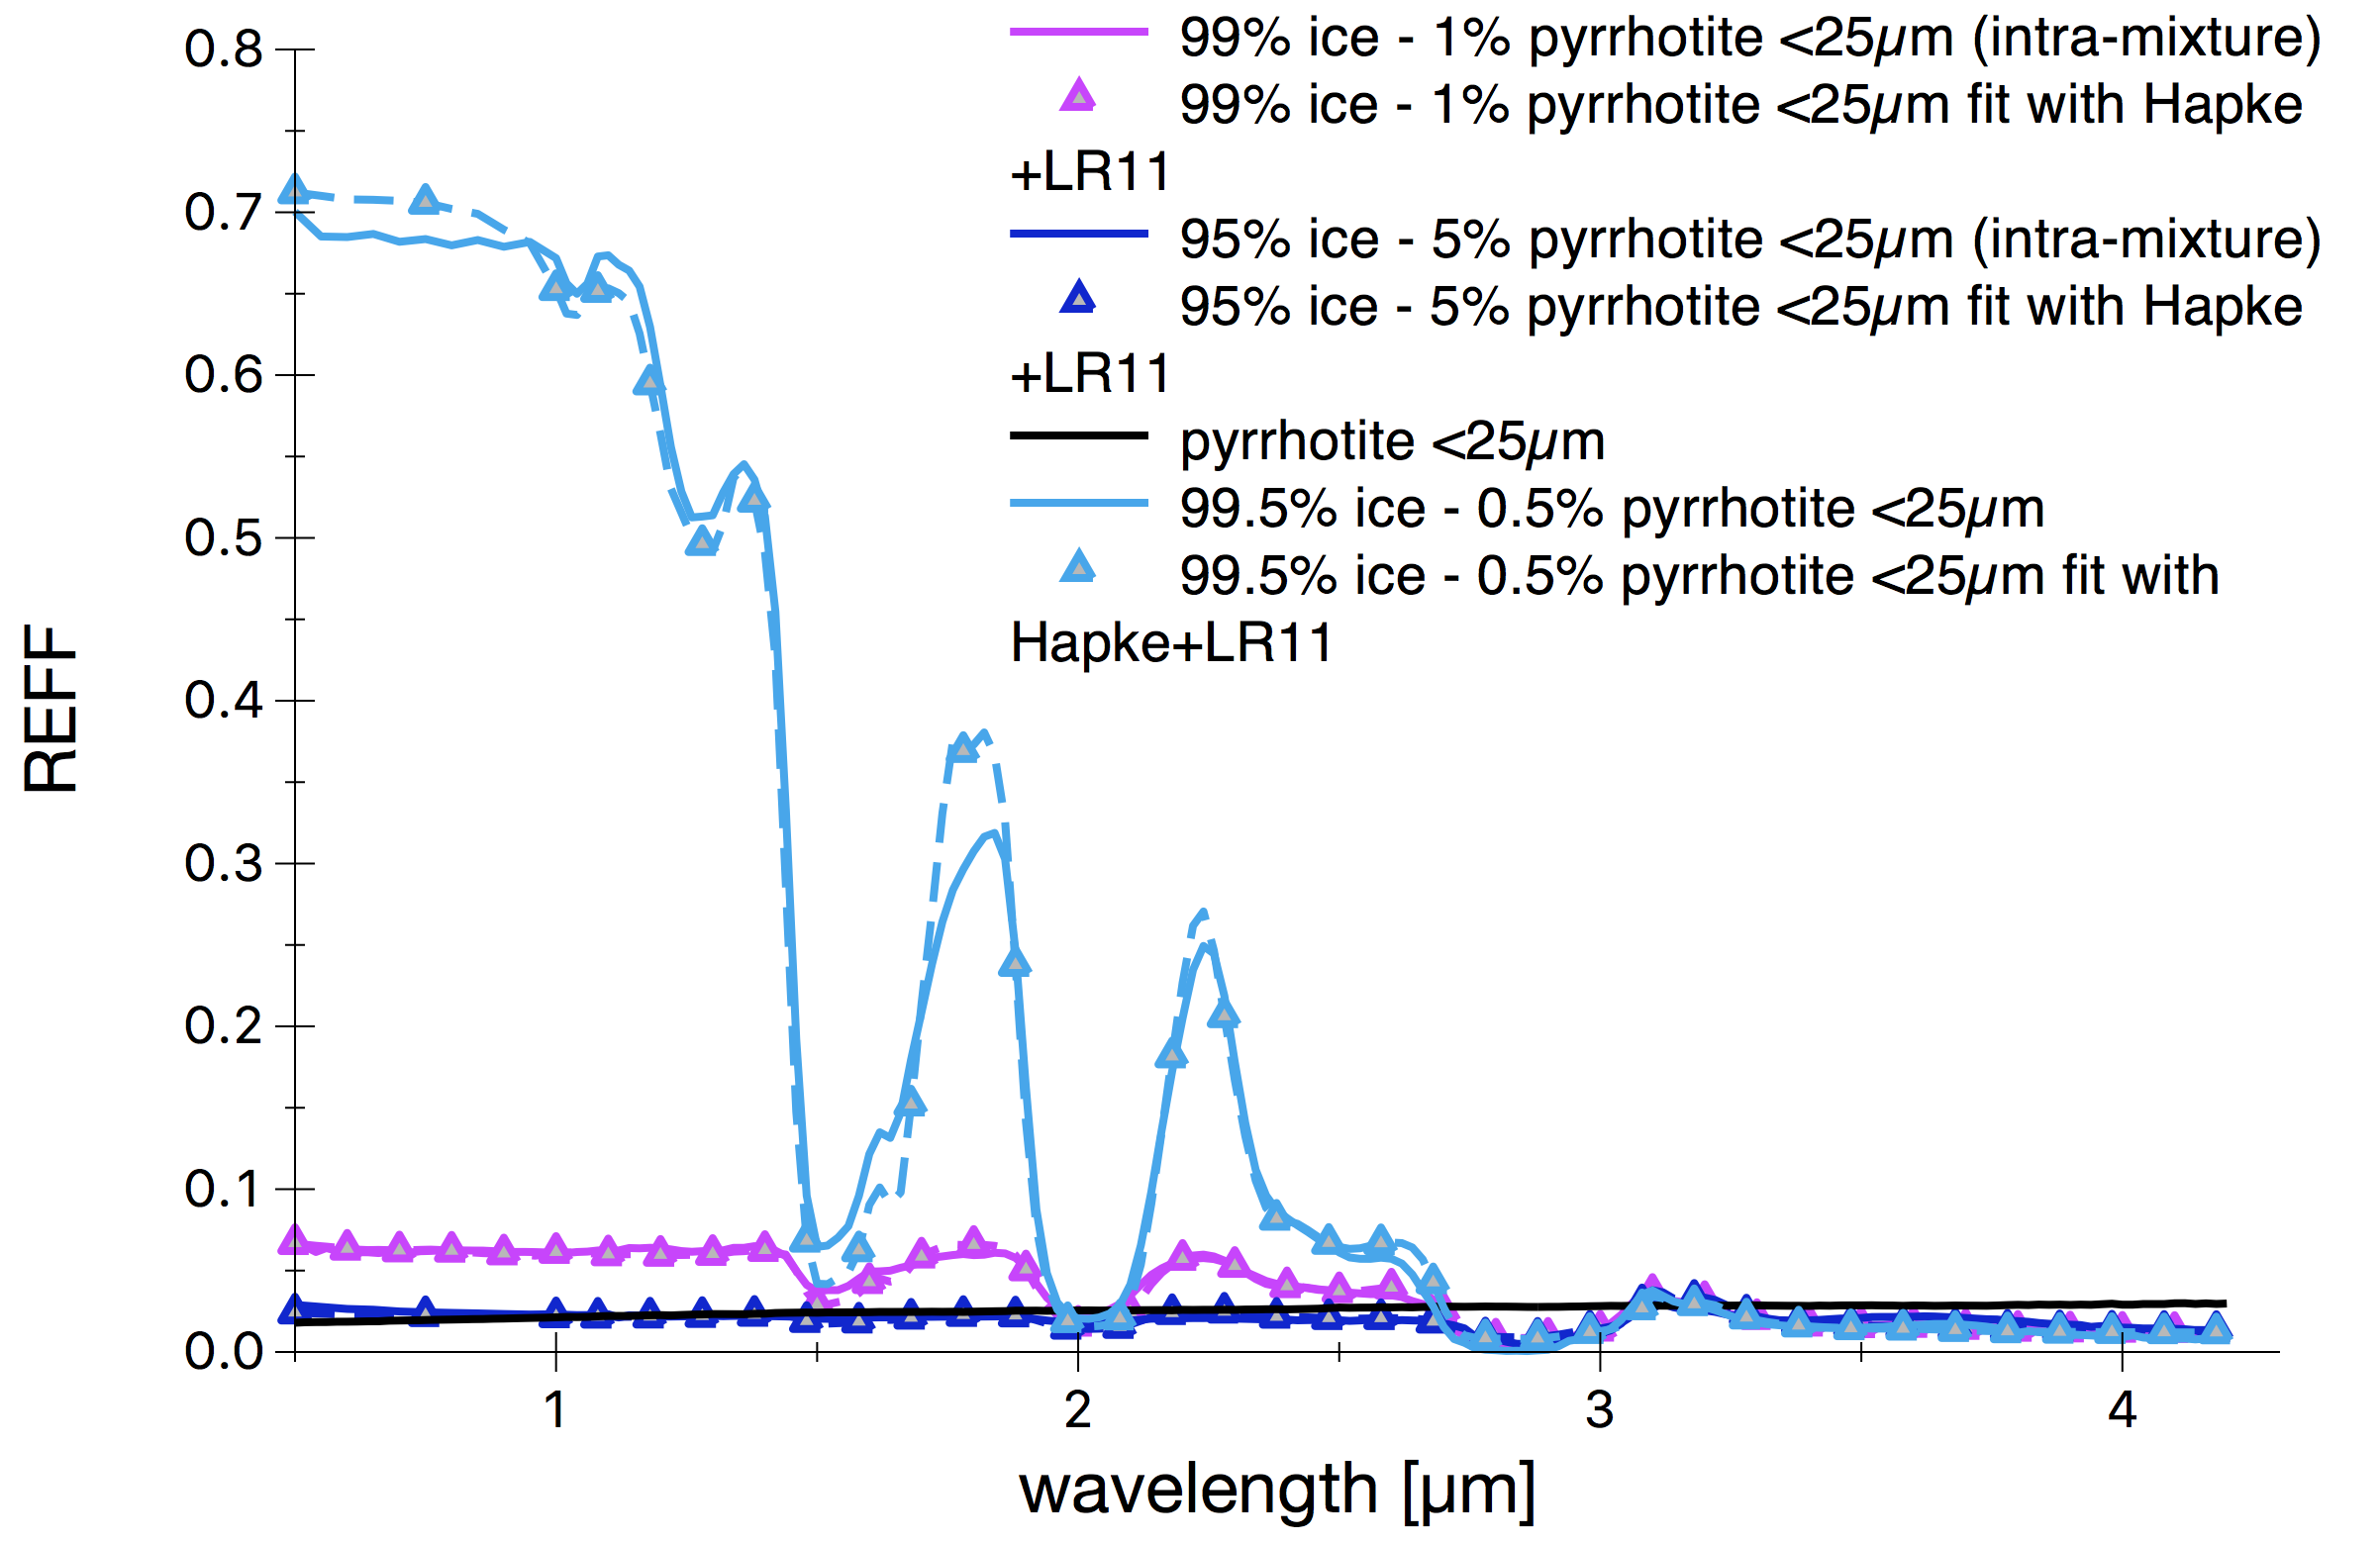 99% ice - 1% pyrrhotite <25µm (intra-mixture)
99% ice - 1% pyrrhotite <25µm fit with Hapke
+LR11
95% ice - 5% pyrrhotite <25µm (intra-mixture)
95% ice - 5% pyrrhotite <25µm fit with Hapke
+LR11
pyrrhotite <25µm
99.5% ice - 0.5% pyrrhotite <25µm
99.5% ice - 0.5% pyrrhotite <25µm fit with
Hapke+LR11
REFF
0.8
0.7
0.6
0.5
0.4
0.3
0.2
0.1
0.0
1 2 3 4
wavelength [µm]